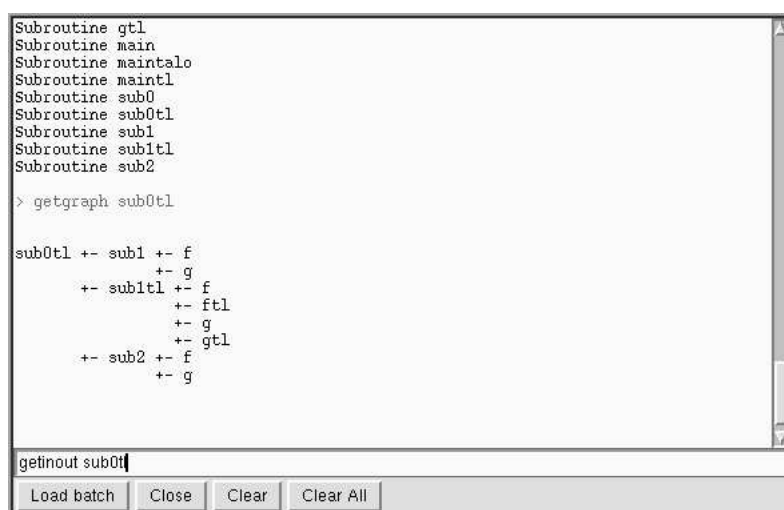 Subroutine gtl
Subroutine main
Subroutine maintalo
Subroutine maintl
Subroutine sub0
Subroutine sub0tl
Subroutine sub1
Subroutine sub1tl
Subroutine sub2
> getgraph sub0tl
sub0tl +- sub1 +- f
+- g
+- sub1tl +- f
+- ftl
+- g
+- gtl
+- sub2 +- f
+- g
getinout sub0tl
Load batch Close Clear Clear All